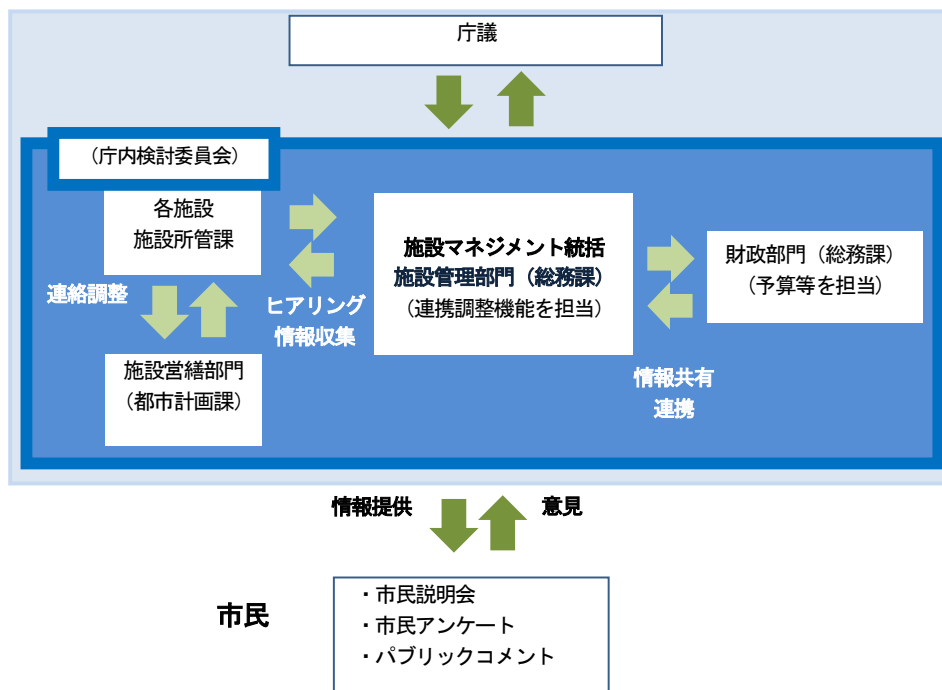 庁議
（庁内検討委員会）
各施設
施設所管課
施設マネジメント統括
施設管理部門（総務課）
（連携調整機能を担当）
財政部門（総務課）
（予算等を担当）
連絡調整
ヒアリング
情報収集
施設営繕部門
（都市計画課）
情報共有
連携
情報提供
意見
市民
・市民説明会
・市民アンケート
・パブリックコメント